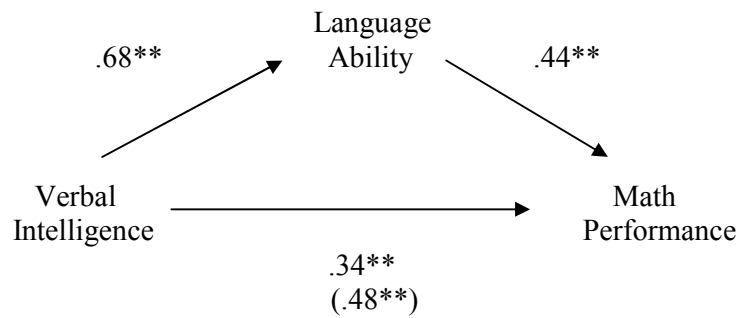 Language
Ability
.68**
.44**
Verbal
Intelligence
Math
Performance
.34**
(.48**)